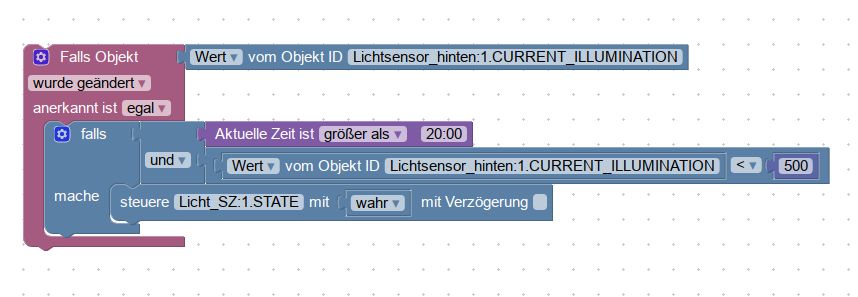 Falls Objekt Wert ▾ vom Objekt ID Lichtsensor_hinten:1.CURRENT_ILLUMINATION
wurde geändert ▾
anerkannt ist egal ▾
falls Aktuelle Zeit ist größer als ▾ 20:00
und ▾ Wert ▾ vom Objekt ID Lichtsensor_hinten:1.CURRENT_ILLUMINATION < ▾ 500
mache steuere Licht_SZ:1.STATE mit wahr ▾ mit Verzögerung